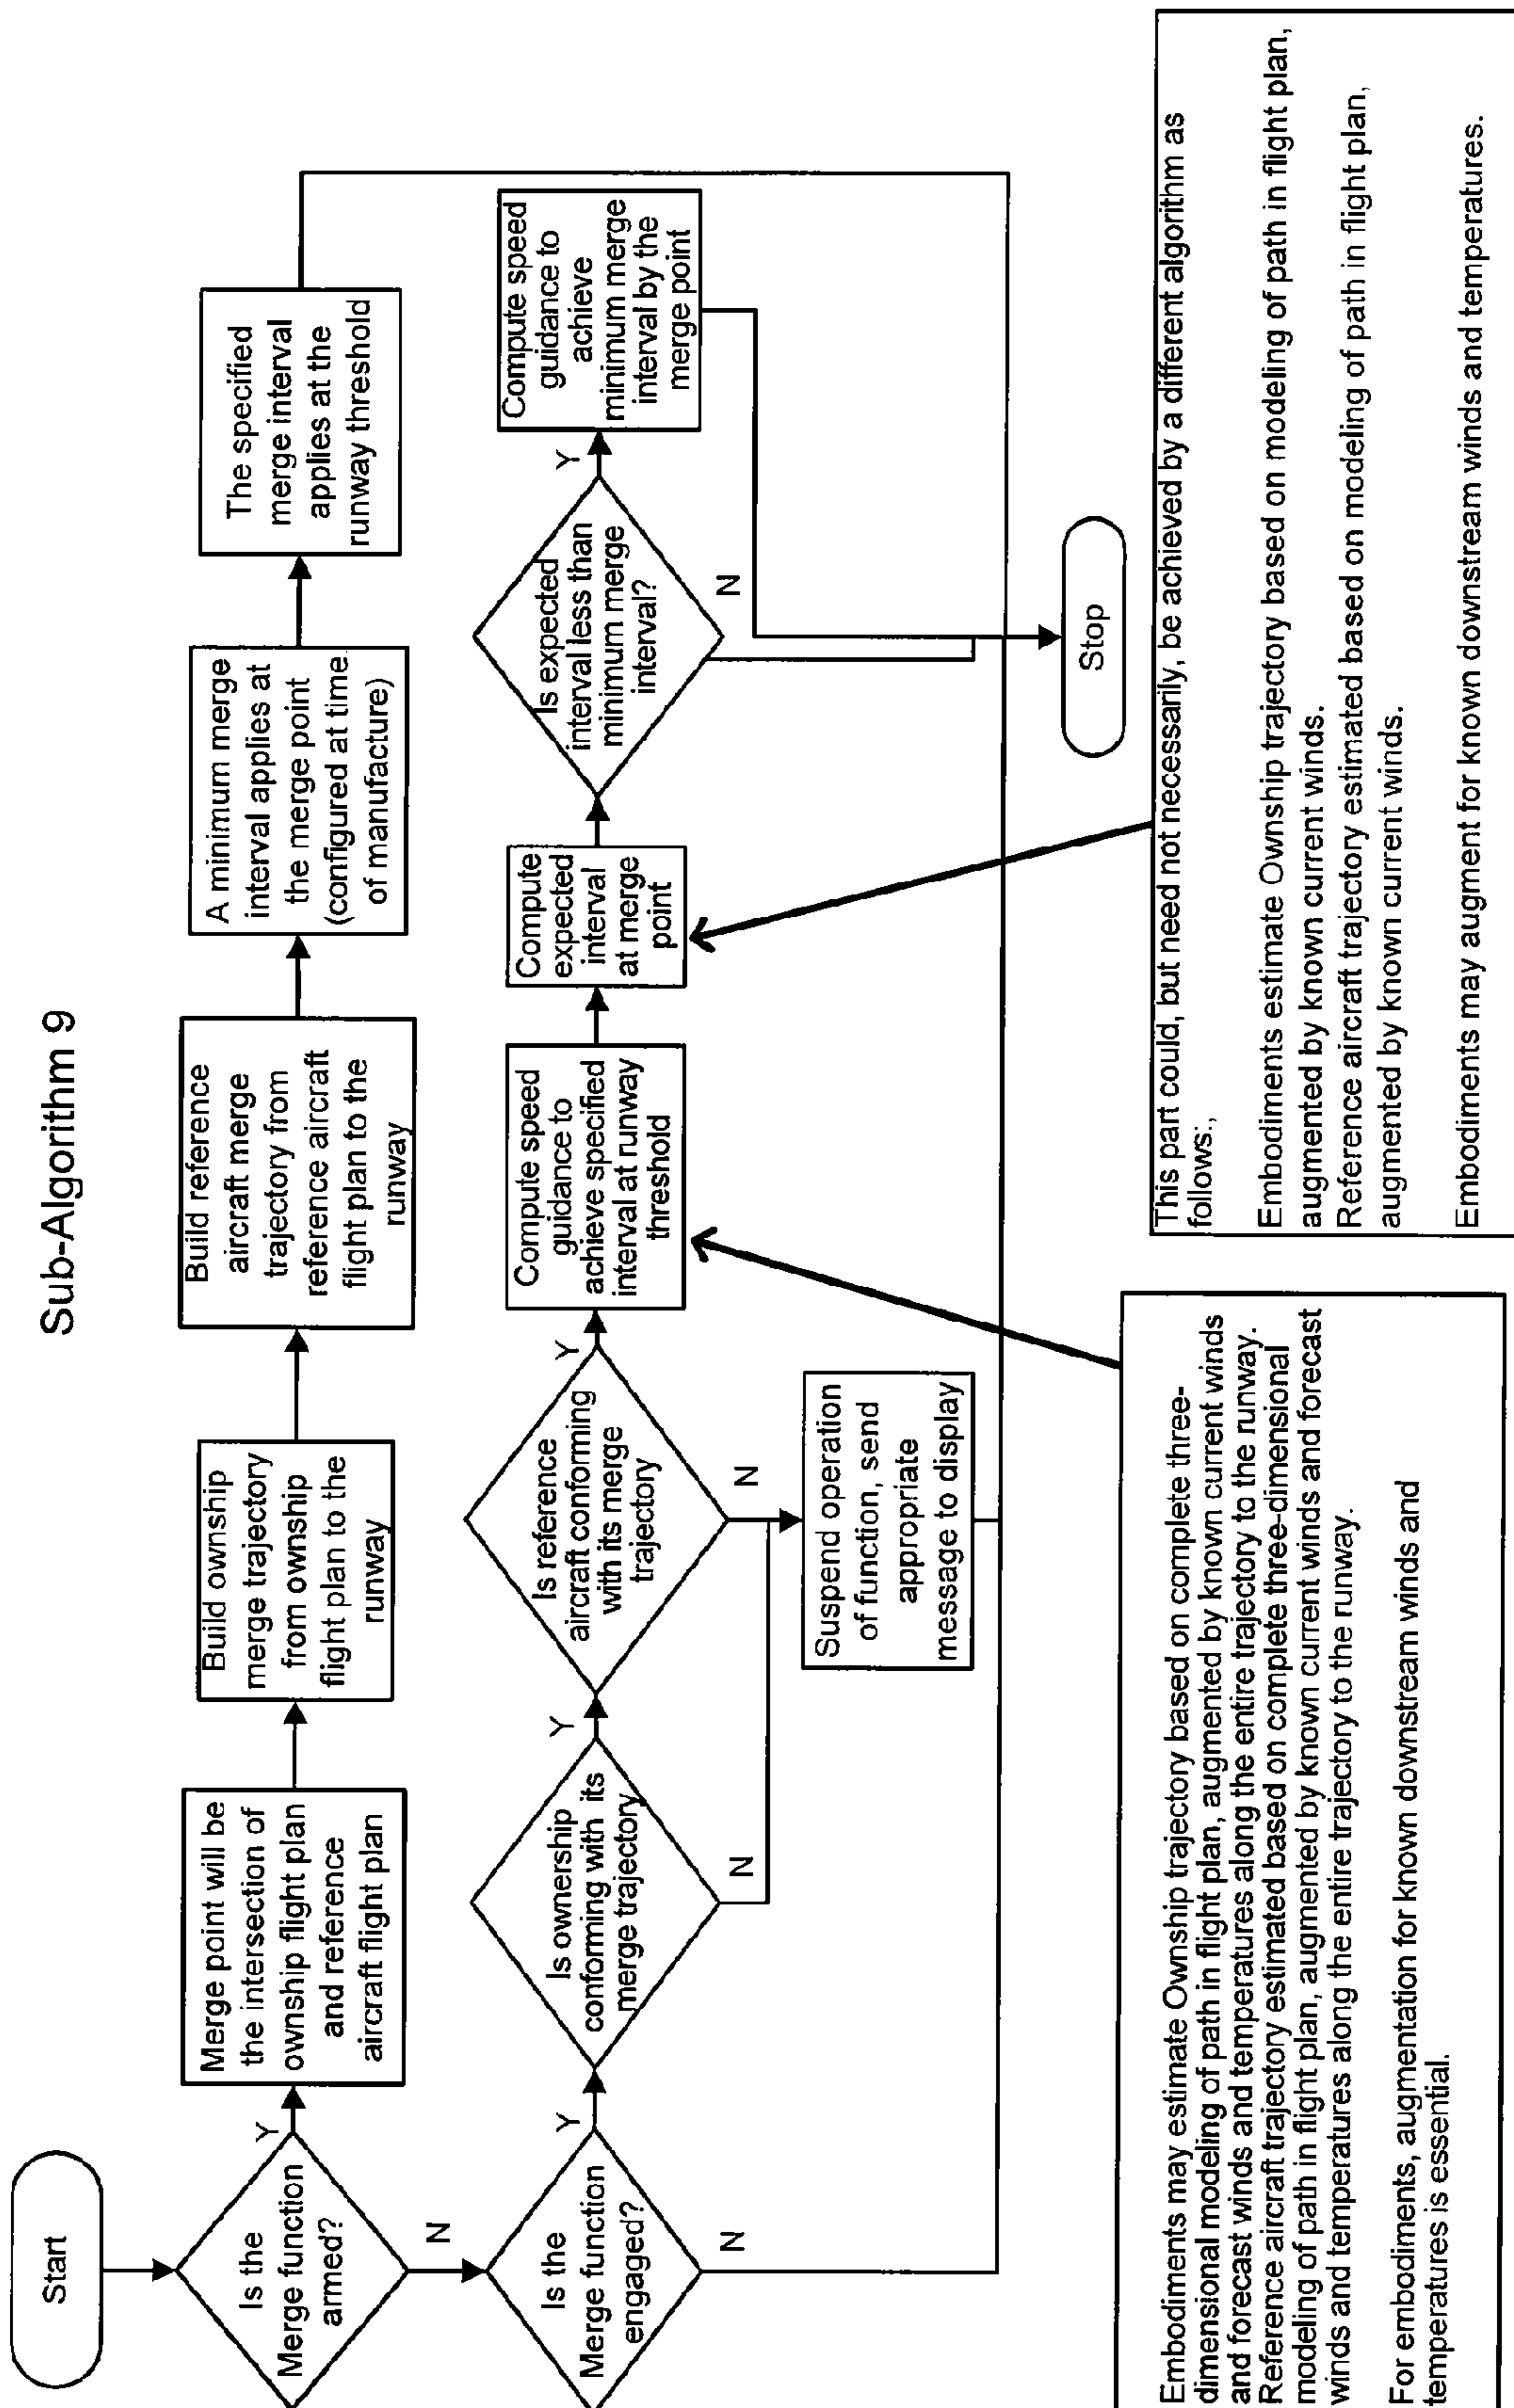 Sub-Algorithm 9
Start
Is the
Merge function
armed?
Y
N
Merge point will be
the intersection of
ownship flight plan
and reference
aircraft flight plan
Build ownship
merge trajectory
from ownship
flight plan to the
runway
Build reference
aircraft merge
trajectory from
reference aircraft
flight plan to the
runway
A minimum merge
interval applies at
the merge point
(configured at time
of manufacture)
The specified
merge interval
applies at the
runway threshold
Is the
Merge function
engaged?
Y
N
Is ownership
conforming with its
merge trajectory
Y
N
Is reference
aircraft conforming
with its merge
trajectory
Y
N
Compute speed
guidance to
achieve specified
interval at runway
threshold
Compute
expected
interval
at merge
point
Is expected
interval less than
minimum merge
interval?
Y
N
Compute speed
guidance to
achieve
minimum merge
interval by the
merge point
Suspend operation
of function, send
appropriate
message to display
Stop
Embodiments may estimate Ownship trajectory based on complete three-
dimensional modeling of path in flight plan, augmented by known current winds
and forecast winds and temperatures along the entire trajectory to the runway.
Reference aircraft trajectory estimated based on complete three-dimensional
modeling of path in flight plan, augmented by known current winds and forecast
winds and temperatures along the entire trajectory to the runway.
For embodiments, augmentation for known downstream winds and
temperatures is essential.
This part could, but need not necessarily, be achieved by a different algorithm as
follows:,
Embodiments estimate Ownship trajectory based on modeling of path in flight plan,
augmented by known current winds.
Reference aircraft trajectory estimated based on modeling of path in flight plan,
augmented by known current winds.
Embodiments may augment for known downstream winds and temperatures.